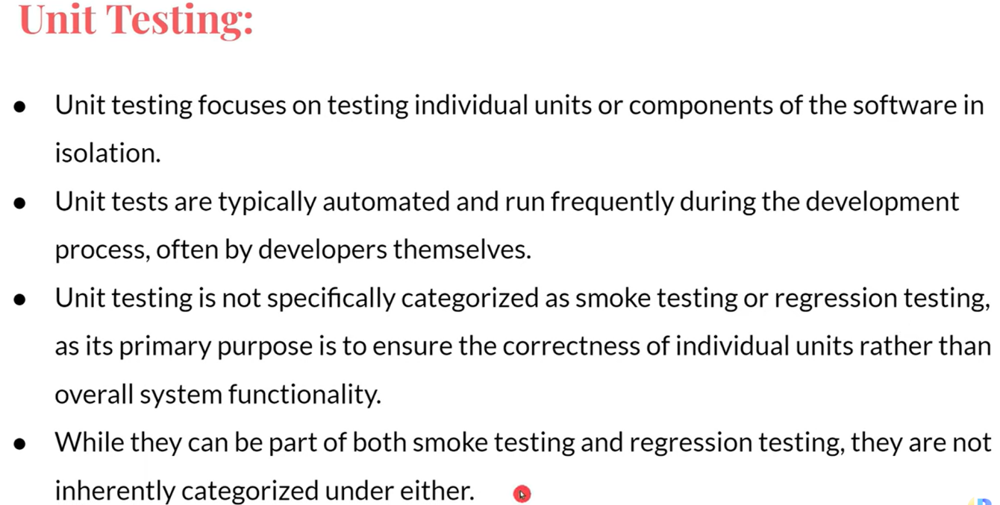 Unit Testing:
● Unit testing focuses on testing individual units or components of the software in
isolation.
● Unit tests are typically automated and run frequently during the development
process, often by developers themselves.
● Unit testing is not specifically categorized as smoke testing or regression testing,
as its primary purpose is to ensure the correctness of individual units rather than
overall system functionality.
● While they can be part of both smoke testing and regression testing, they are not
inherently categorized under either.